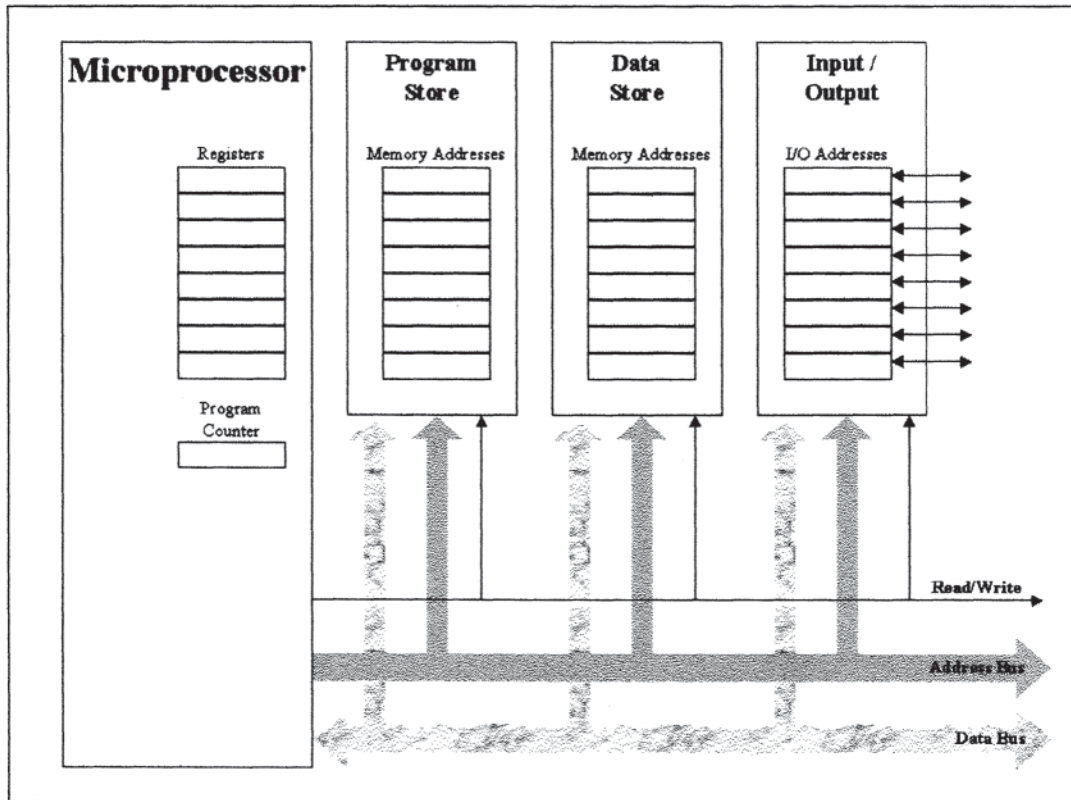 Microprocessor
Registers
Program
Counter
Program
Store
Memory Addresses
Data
Store
Memory Addresses
Input /
Output
I/O Addresses
Read/Write
Address Bus
Data Bus